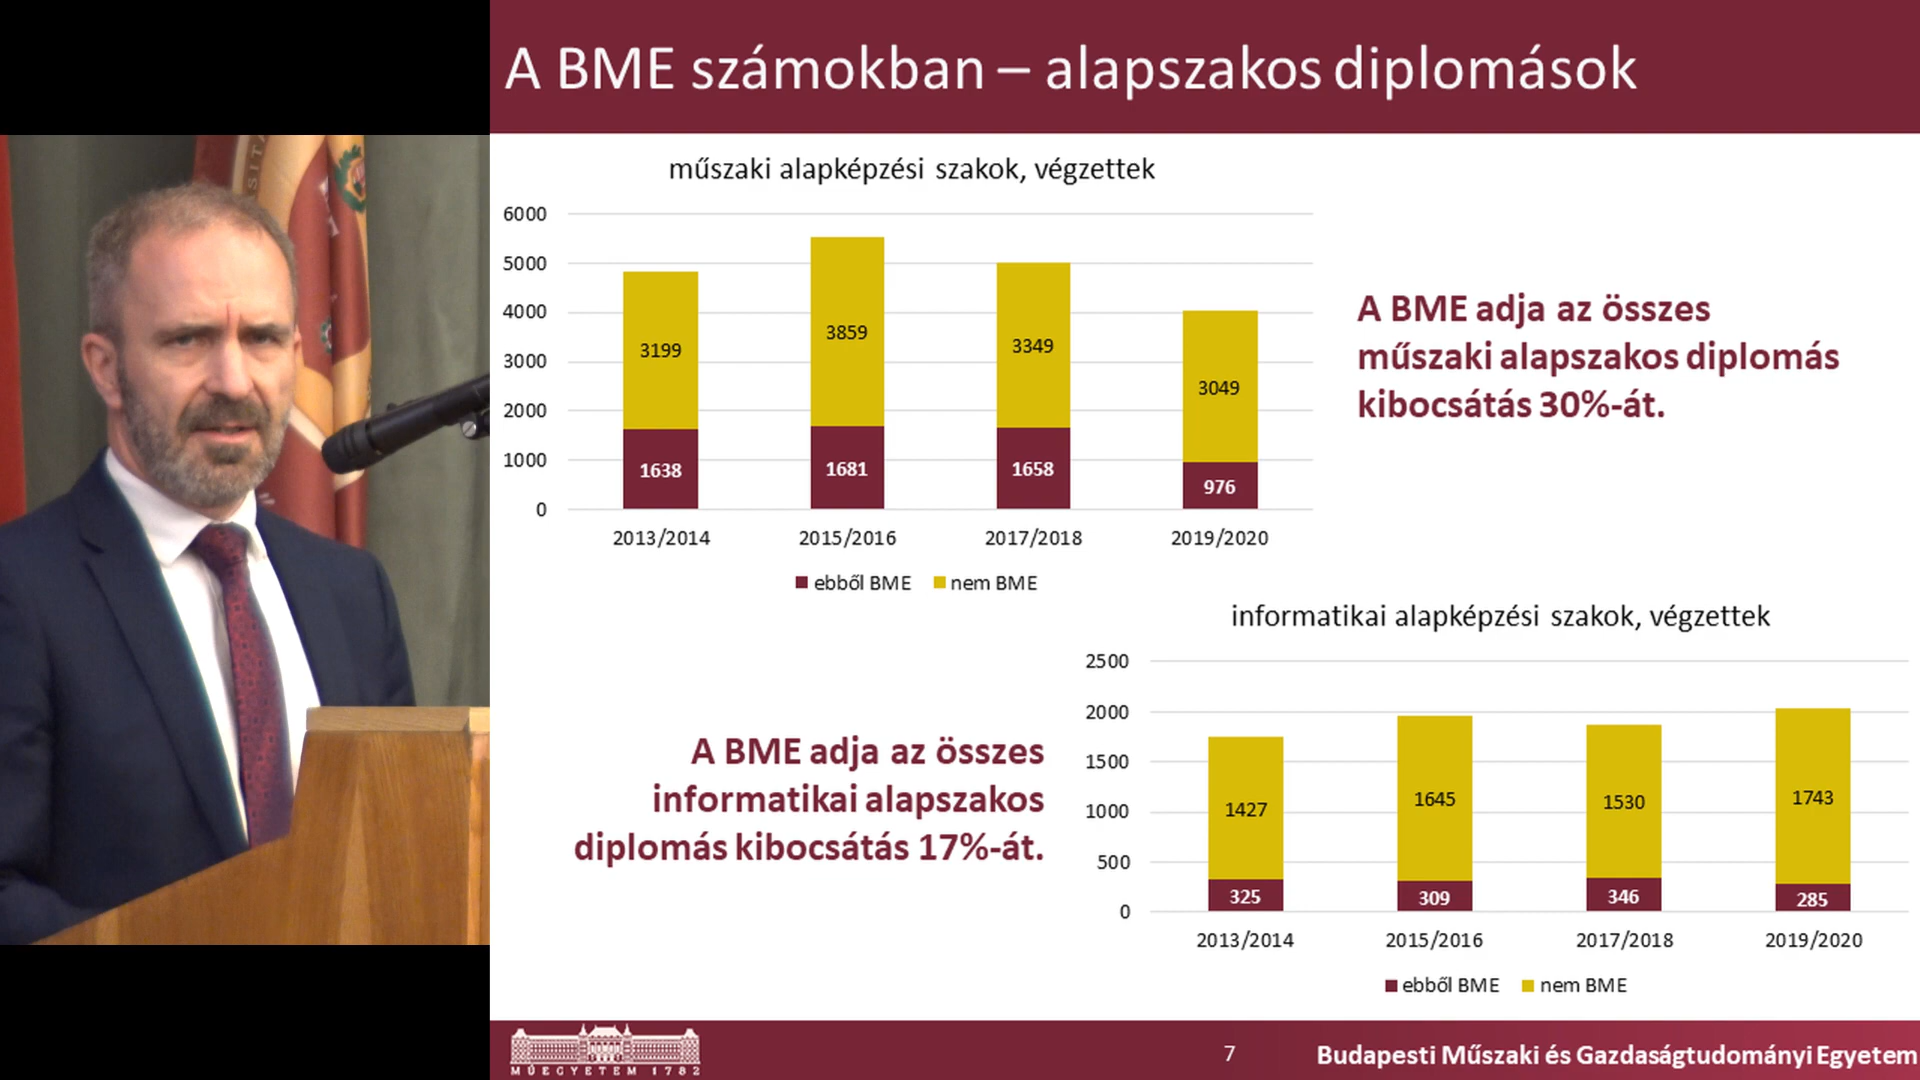 A BME számokban – alapszakos diplomások
műszaki alapképzési szakok, végzettek
6000
5000
4000
3000
2000
1000
0
3199
3859
3349
3049
1638
1681
1658
976
2013/2014
2015/2016
2017/2018
2019/2020
ebből BME
nem BME
A BME adja az összes
műszaki alapszakos diplomás
kibocsátás 30%-át.
A BME adja az összes
informatikai alapszakos
diplomás kibocsátás 17%-át.
informatikai alapképzési szakok, végzettek
2500
2000
1500
1000
500
0
1427
1645
1530
1743
325
309
346
285
2013/2014
2015/2016
2017/2018
2019/2020
ebből BME
nem BME
MŰEGYETEM 1782
7
Budapesti Műszaki és Gazdaságtudományi Egyetem